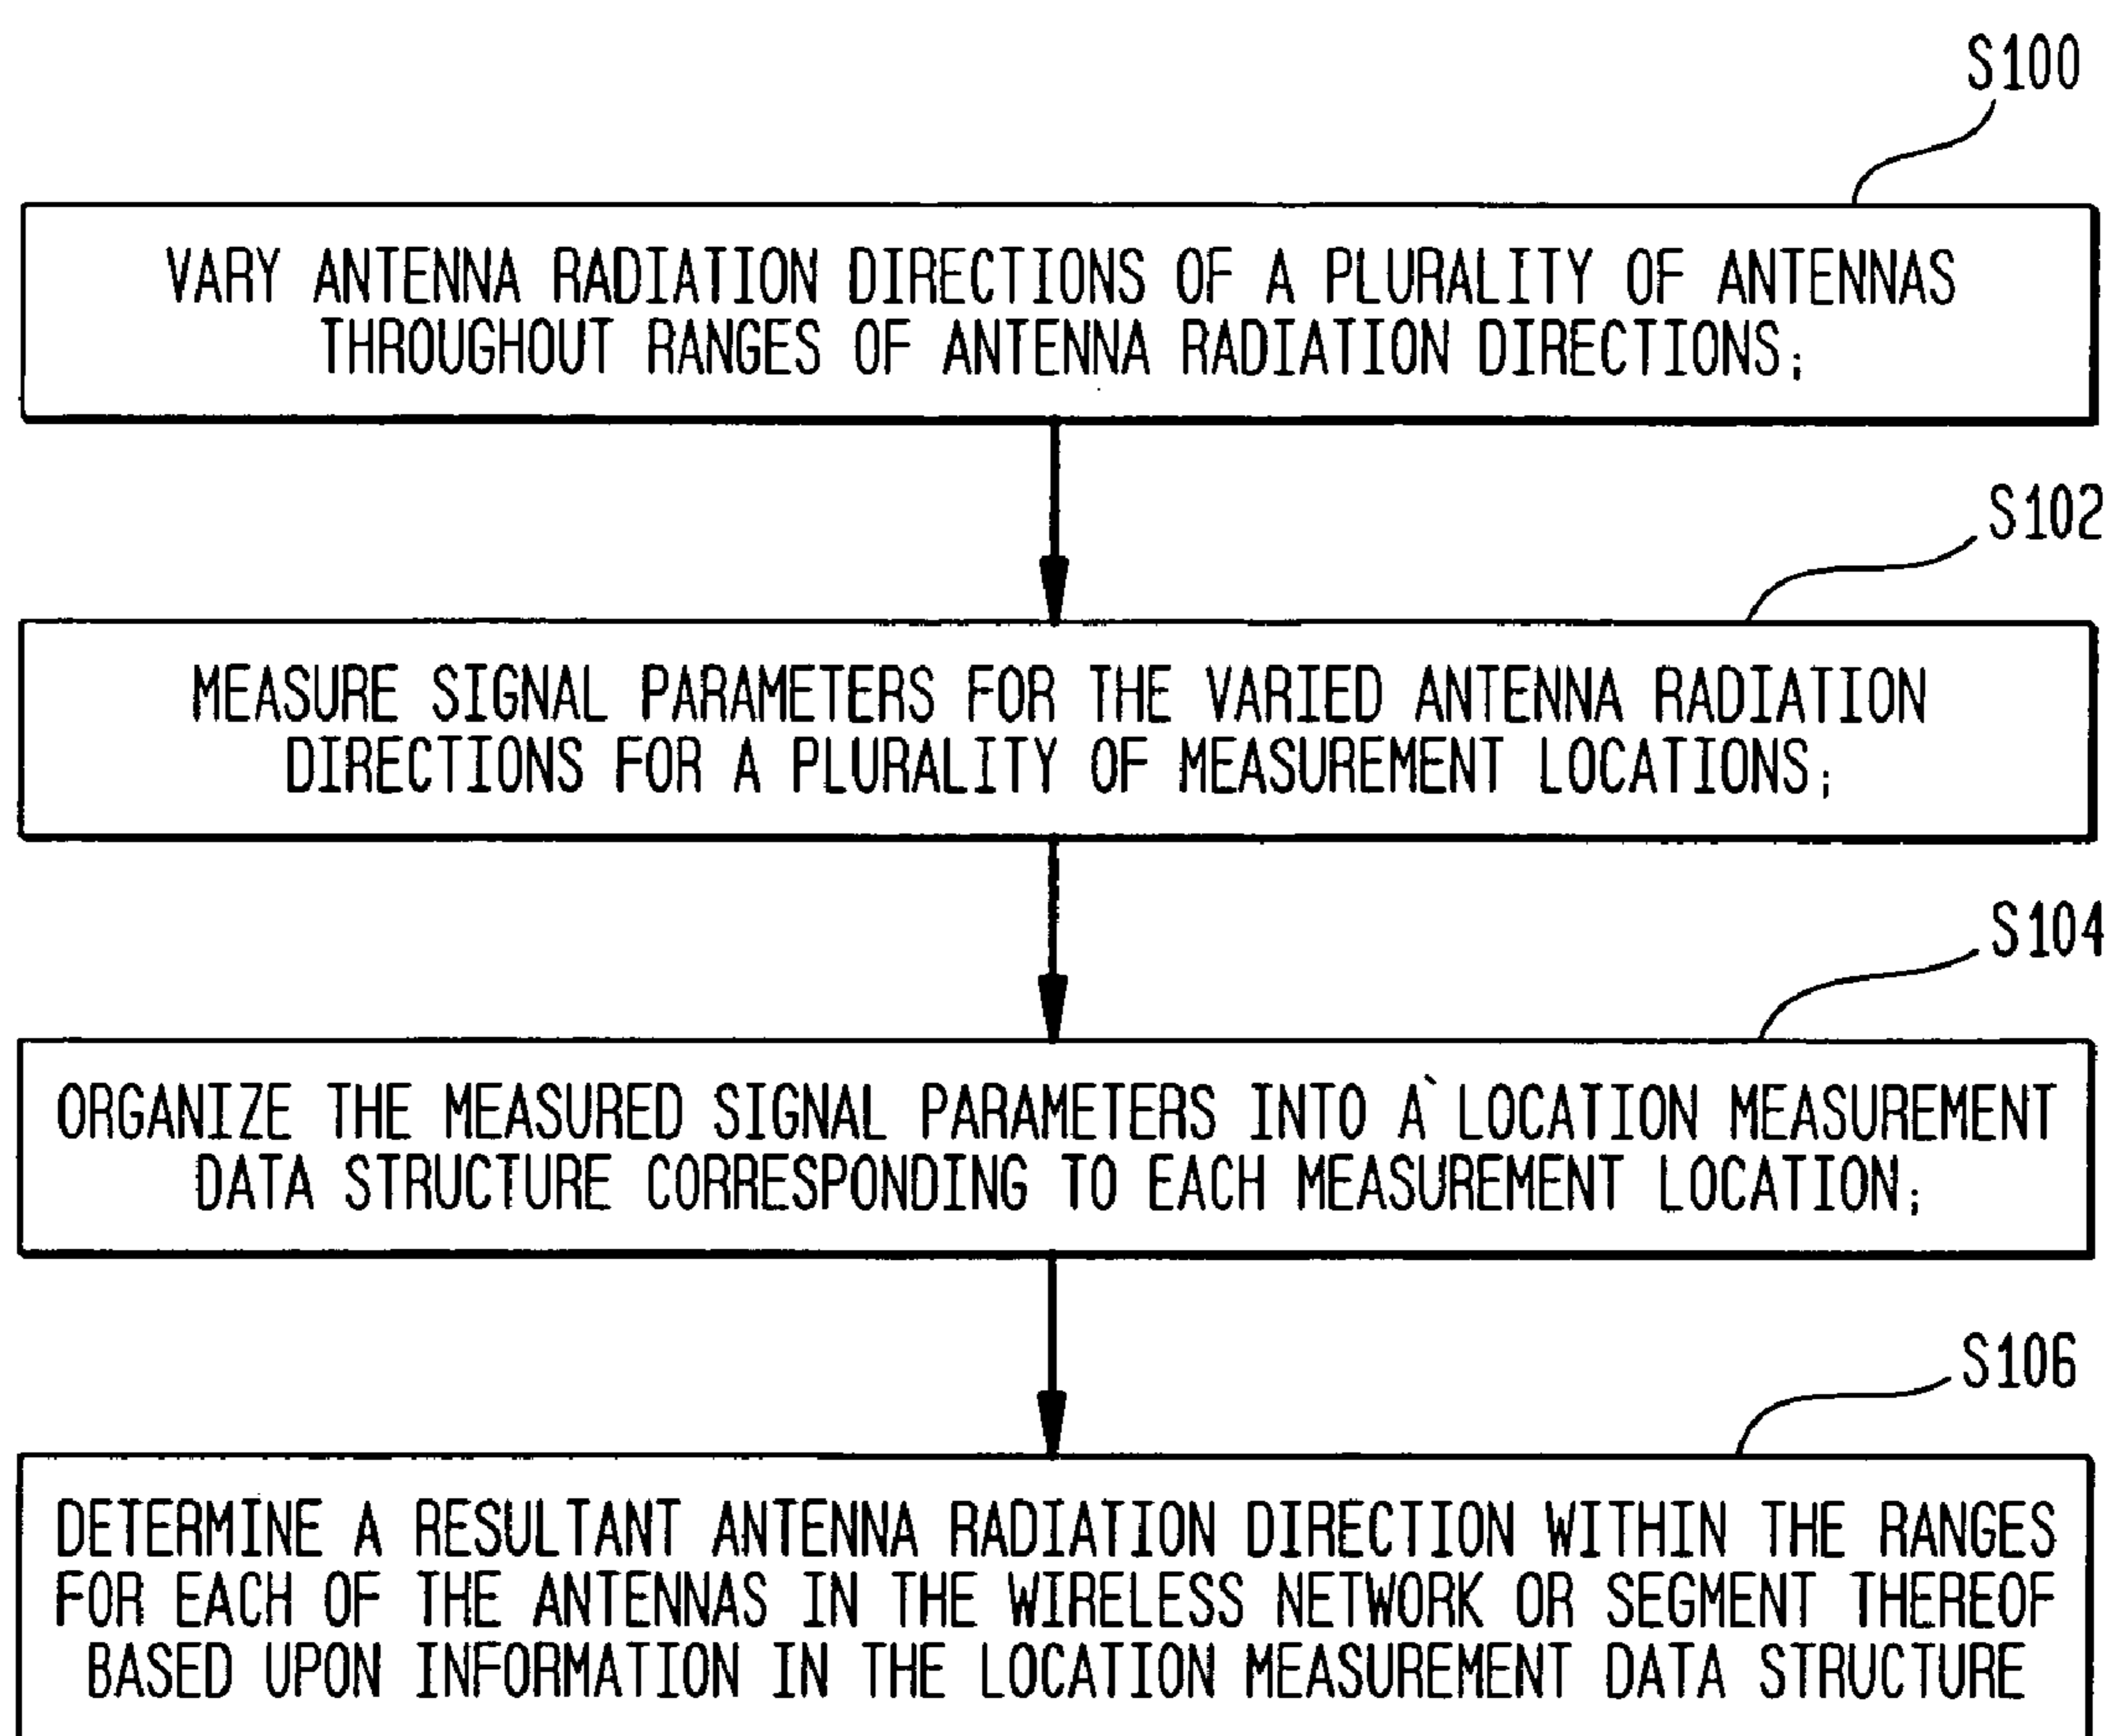 S100
VARY ANTENNA RADIATION DIRECTIONS OF A PLURALITY OF ANTENNAS
THROUGHOUT RANGES OF ANTENNA RADIATION DIRECTIONS;
S102
MEASURE SIGNAL PARAMETERS FOR THE VARIED ANTENNA RADIATION
DIRECTIONS FOR A PLURALITY OF MEASUREMENT LOCATIONS;
S104
ORGANIZE THE MEASURED SIGNAL PARAMETERS INTO A LOCATION MEASUREMENT
DATA STRUCTURE CORRESPONDING TO EACH MEASUREMENT LOCATION;
S106
DETERMINE A RESULTANT ANTENNA RADIATION DIRECTION WITHIN THE RANGES
FOR EACH OF THE ANTENNAS IN THE WIRELESS NETWORK OR SEGMENT THEREOF
BASED UPON INFORMATION IN THE LOCATION MEASUREMENT DATA STRUCTURE